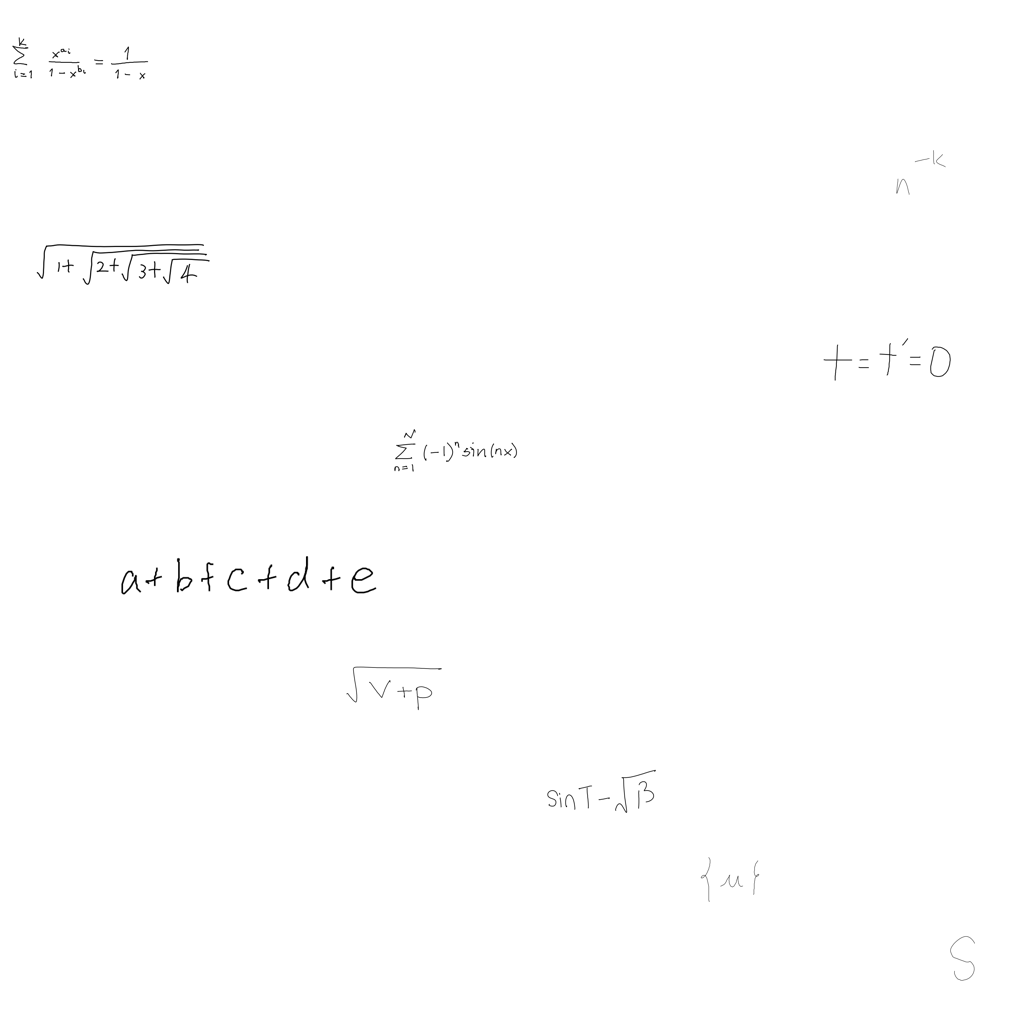 \sum_{i=1}^{k} \frac{x^{a_i}}{1-x^{b_i}} = \frac{1}{1-x}
n^{-k}
\sqrt{1+\sqrt{2+\sqrt{3+\sqrt{4}}}}
t=t'=0
\sum_{n=1}^{N} (-1)^n sin(nx)
a+b+c+d+e
\sqrt{v+p}
sin T-\sqrt{\beta}
{u}
S